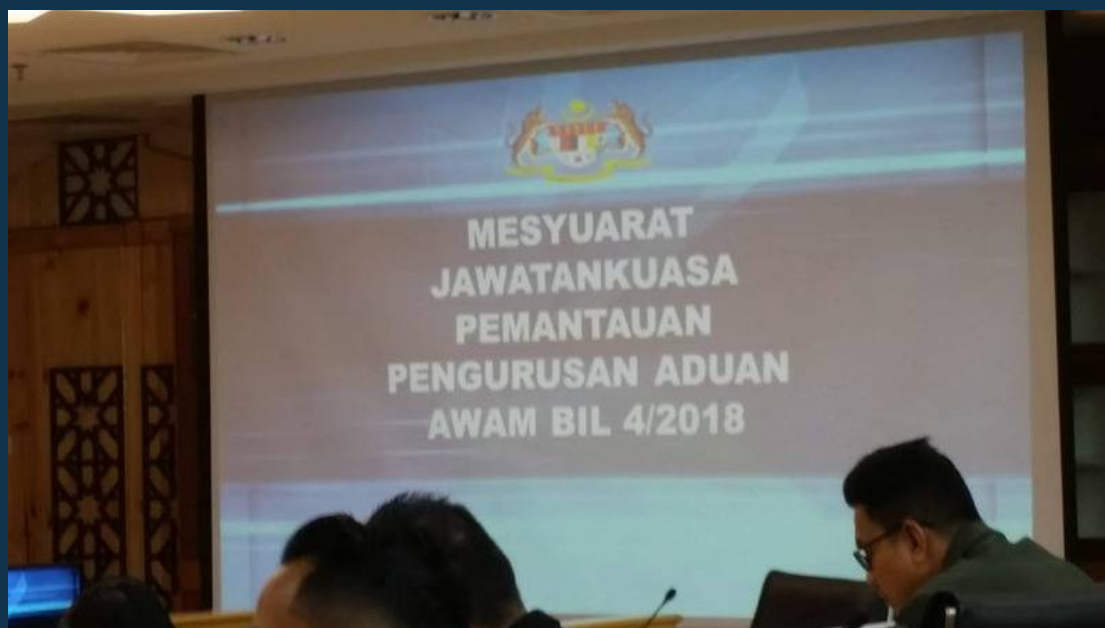 MESYUARAT
JAWATANKUASA
PEMANTAUAN
PENGURUSAN ADUAN
AWAM BIL 4/2018